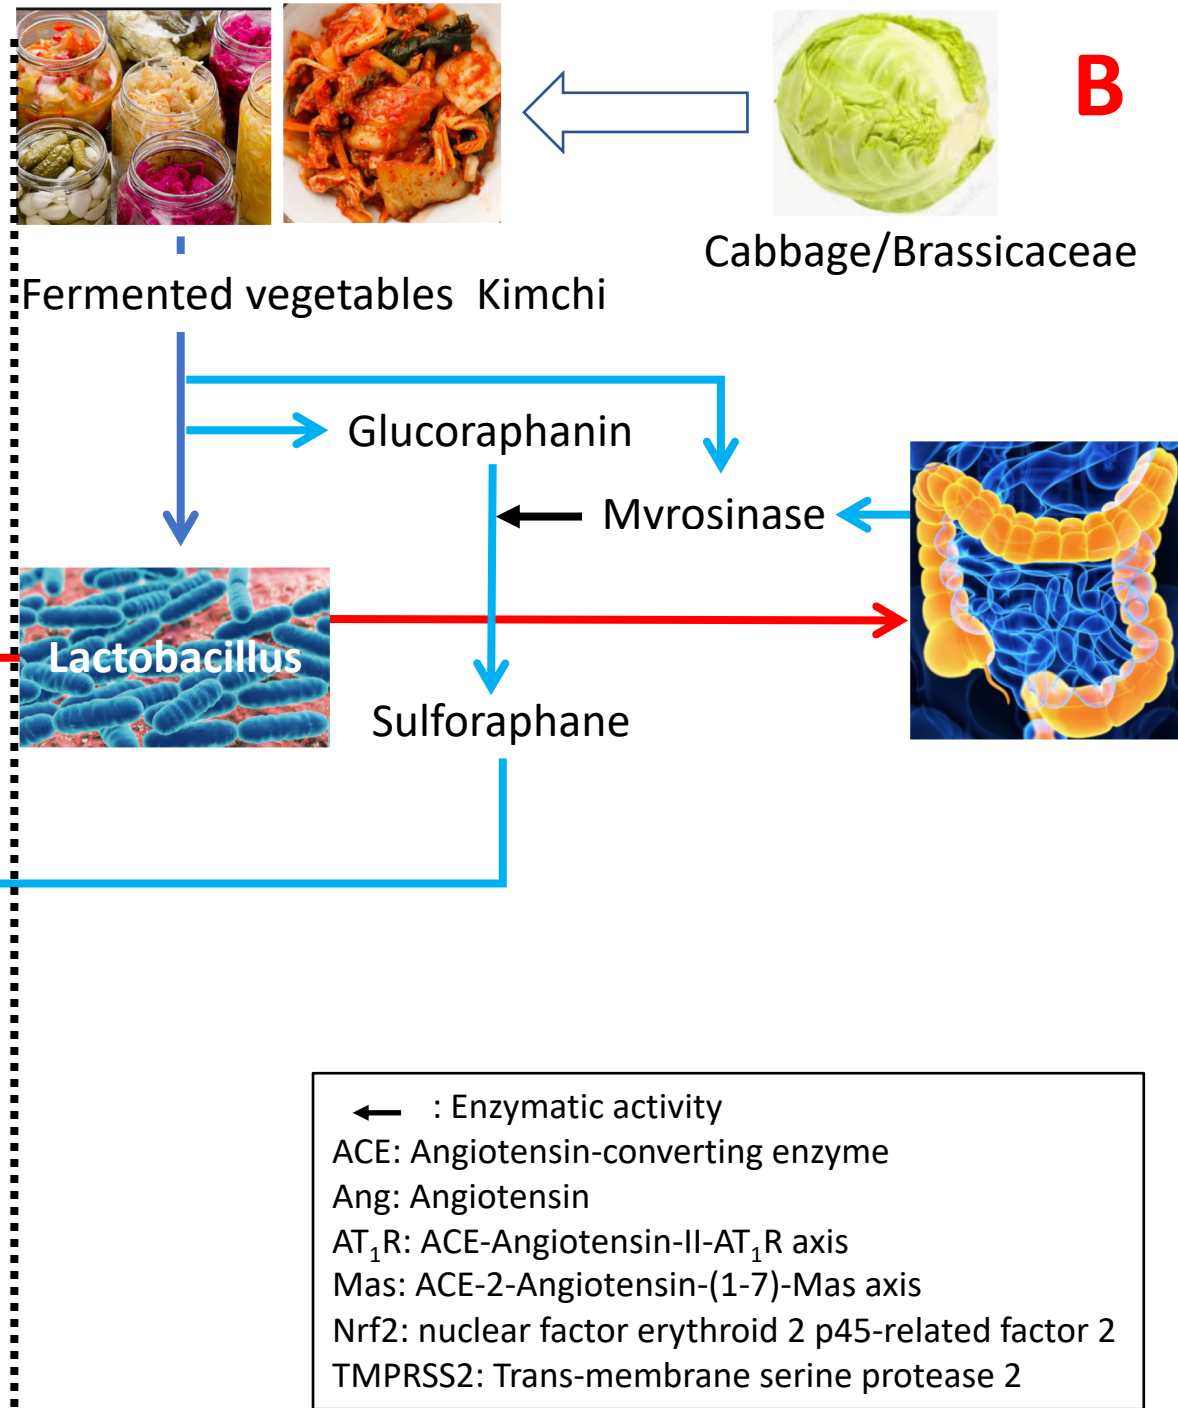 B
Cabbage/Brassicaceae
Fermented vegetables Kimchi
Glucoraphanin
Myrosinase
Lactobacillus
Sulforaphane
: Enzymatic activity
ACE: Angiotensin-converting enzyme
Ang: Angiotensin
AT₁R: ACE-Angiotensin-II-AT₁R axis
Mas: ACE-2-Angiotensin-(1-7)-Mas axis
Nrf2: nuclear factor erythroid 2 p45-related factor 2
TMPRSS2: Trans-membrane serine protease 2